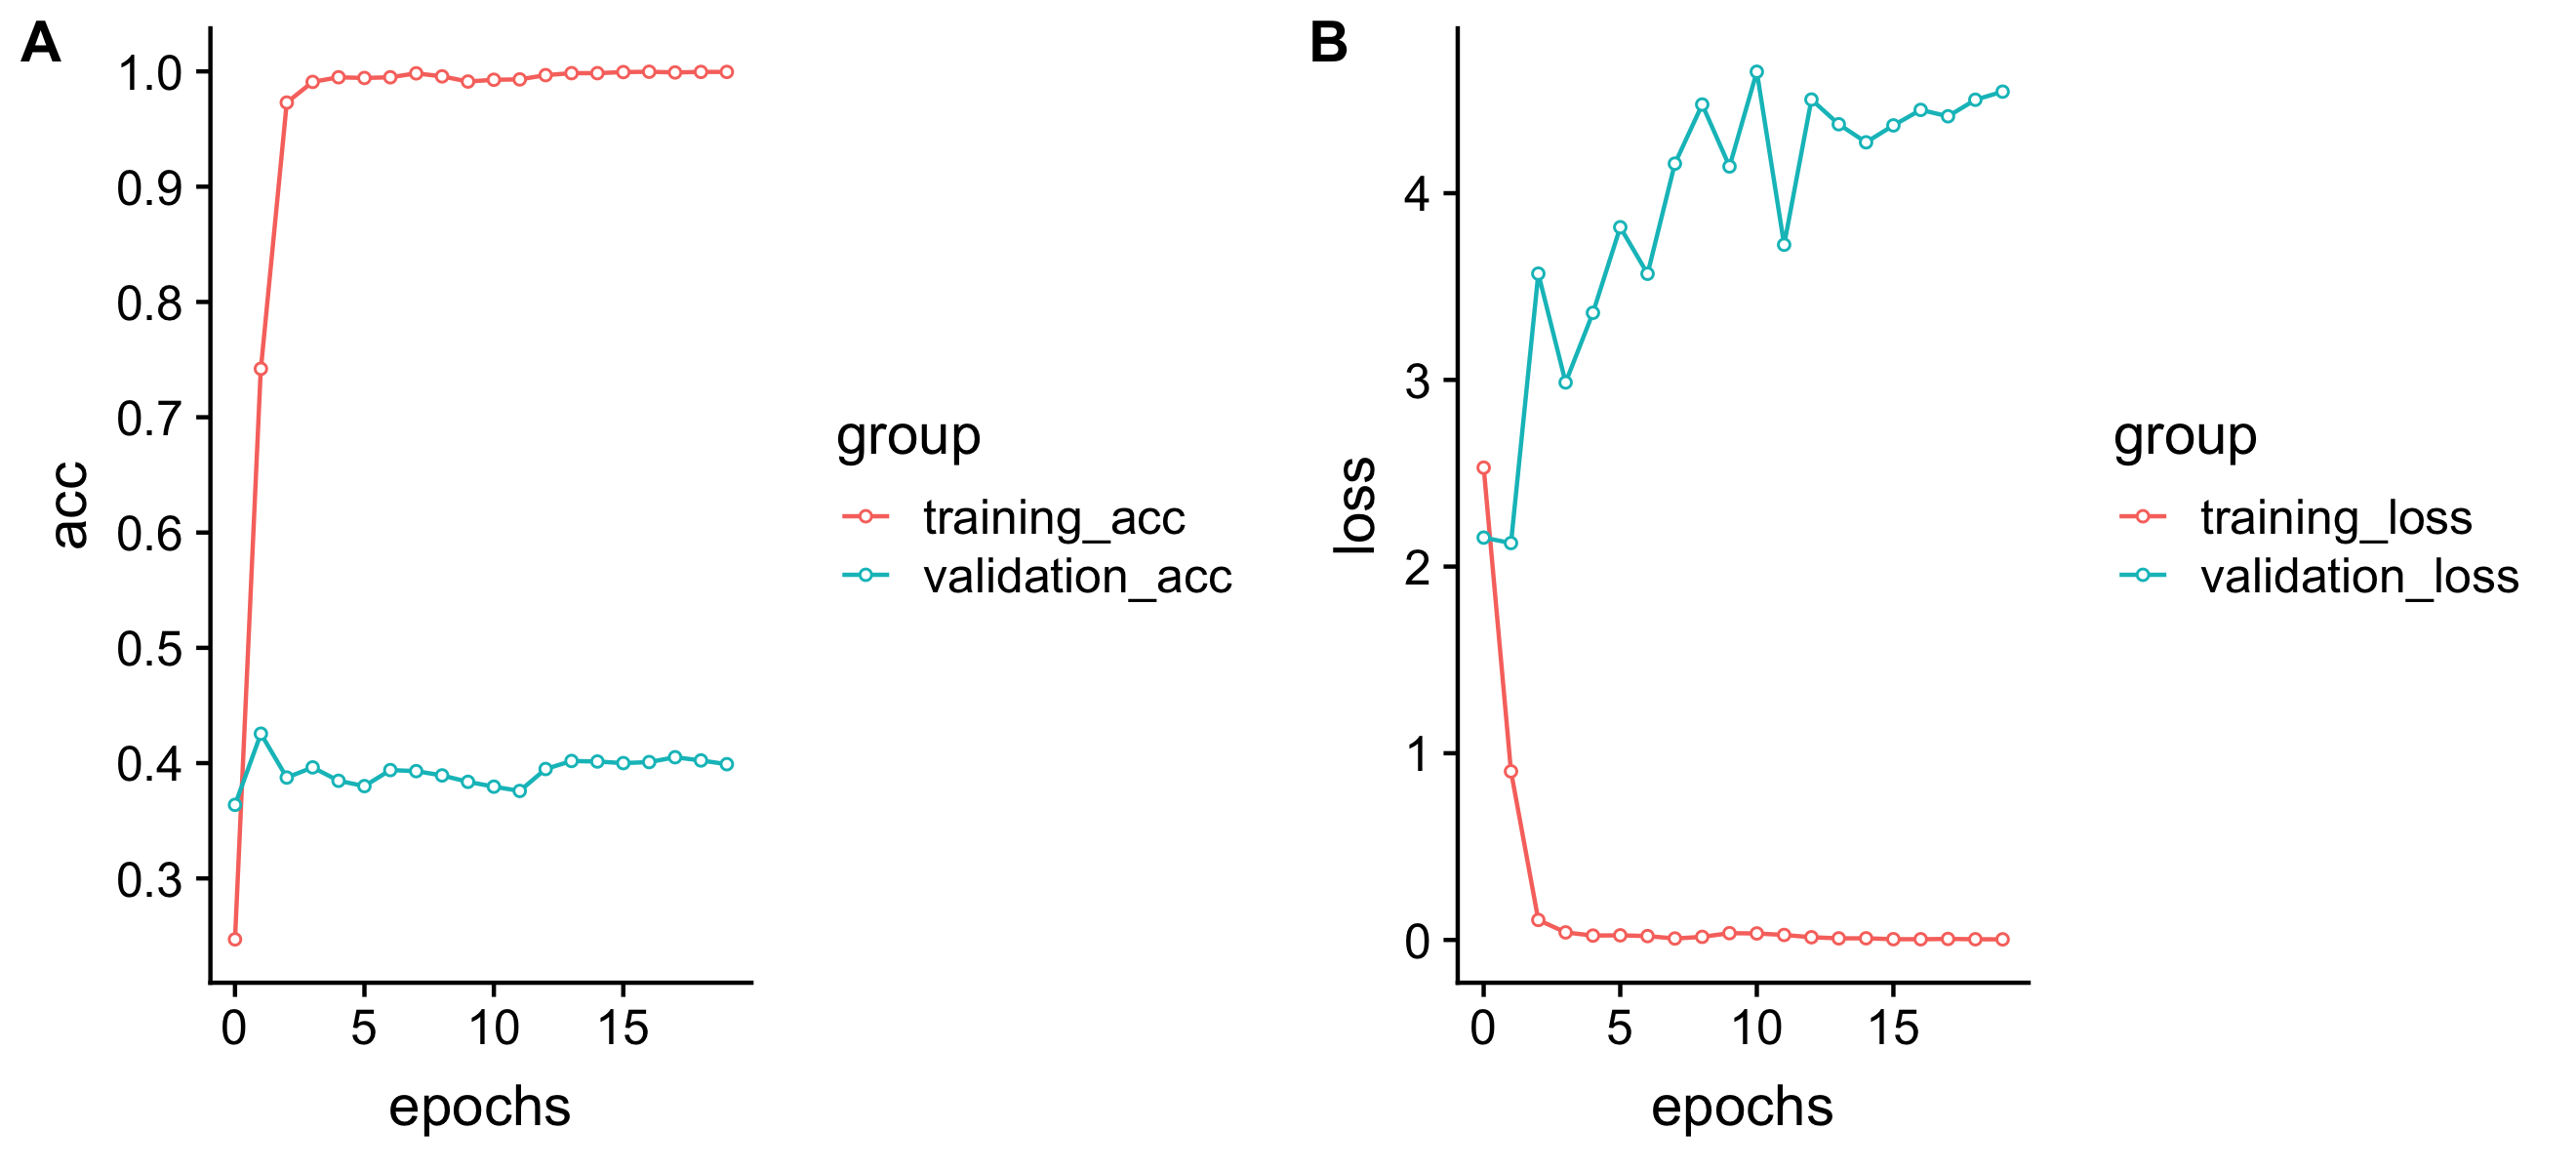 A
1.0
0.9
0.8
0.7
0.6
0.5
0.4
0.3
acc
0 5 10 15
epochs
group
training_acc
validation_acc
B
4
3
2
1
0
loss
0 5 10 15
epochs
group
training_loss
validation_loss